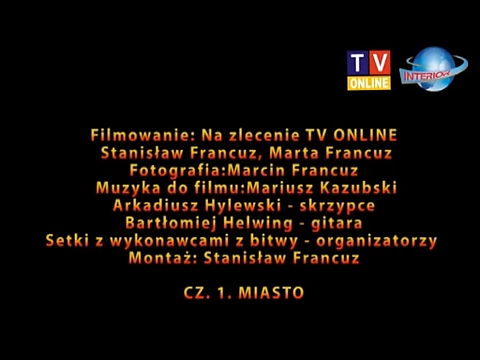 TV
ONLINE
INTERIOR
Filmowanie: Na zlecenie TV ONLINE
Stanisław Francuz, Marta Francuz
Fotografia:Marcin Francuz
Muzyka do filmu:Mariusz Kazubski
Arkadiusz Hylewski - skrzypce
Bartłomiej Helwing - gitara
Setki z wykonawcami z bitwy - organizatorzy
Montaż: Stanisław Francuz
CZ. 1. MIASTO